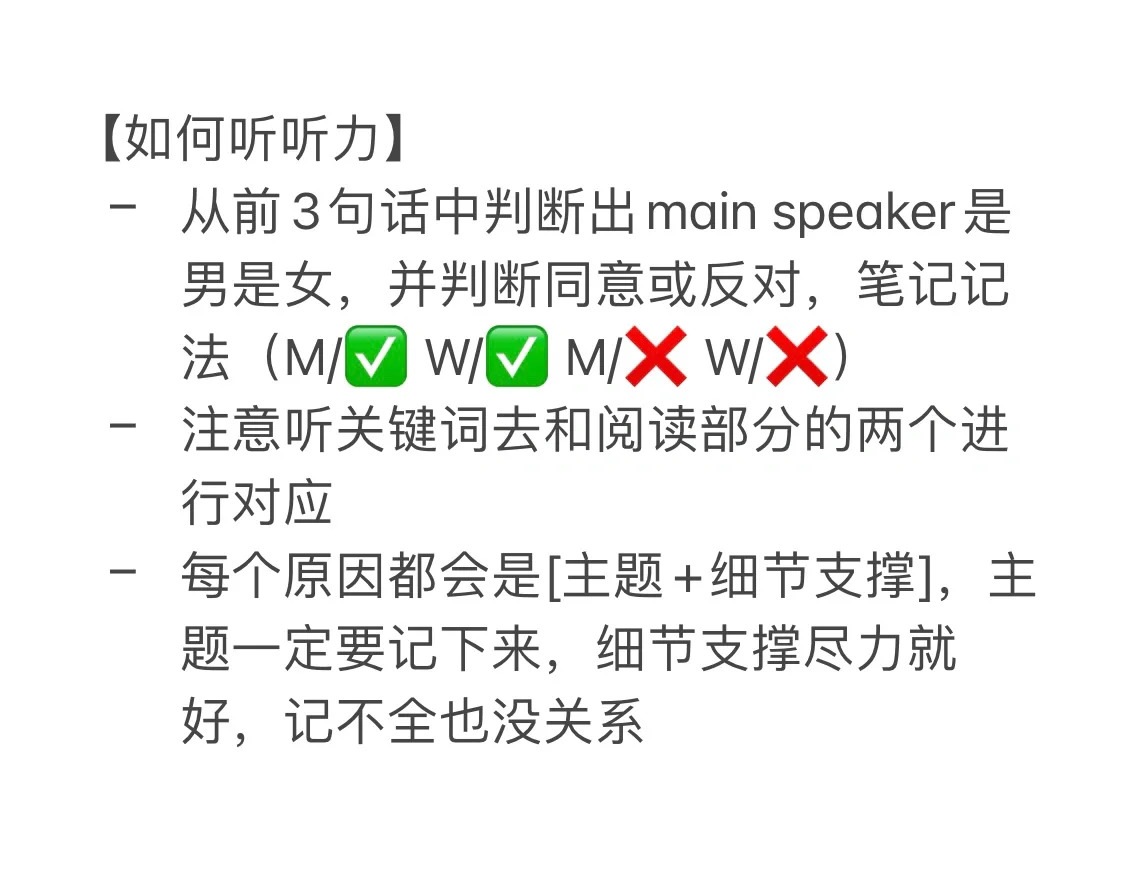 【如何听听力】
- 从前3句话中判断出main speaker是
男是女，并判断同意或反对，笔记记
法（M/✅ W/✅ M/❌ W/❌）
- 注意听关键词去和阅读部分的两个进
行对应
- 每个原因都会是[主题+细节支撑]，主
题一定要记下来，细节支撑尽力就
好，记不全也没关系